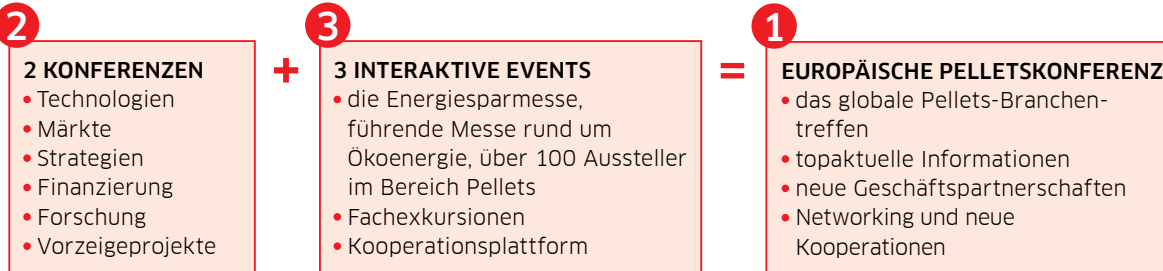 2
2 KONFERENZEN
• Technologien
• Märkte
• Strategien
• Finanzierung
• Forschung
• Vorzeigeprojekte
+
3
3 INTERAKTIVE EVENTS
• die Energiesparmesse,
führende Messe rund um
Ökoenergie, über 100 Aussteller
im Bereich Pellets
• Fachexkursionen
• Kooperationsplattform
=
1
EUROPÄISCHE PELLETSKONFERENZ
• das globale Pellets-Branchen-
treffen
• topaktuelle Informationen
• neue Geschäftspartnerschaften
• Networking und neue
Kooperationen